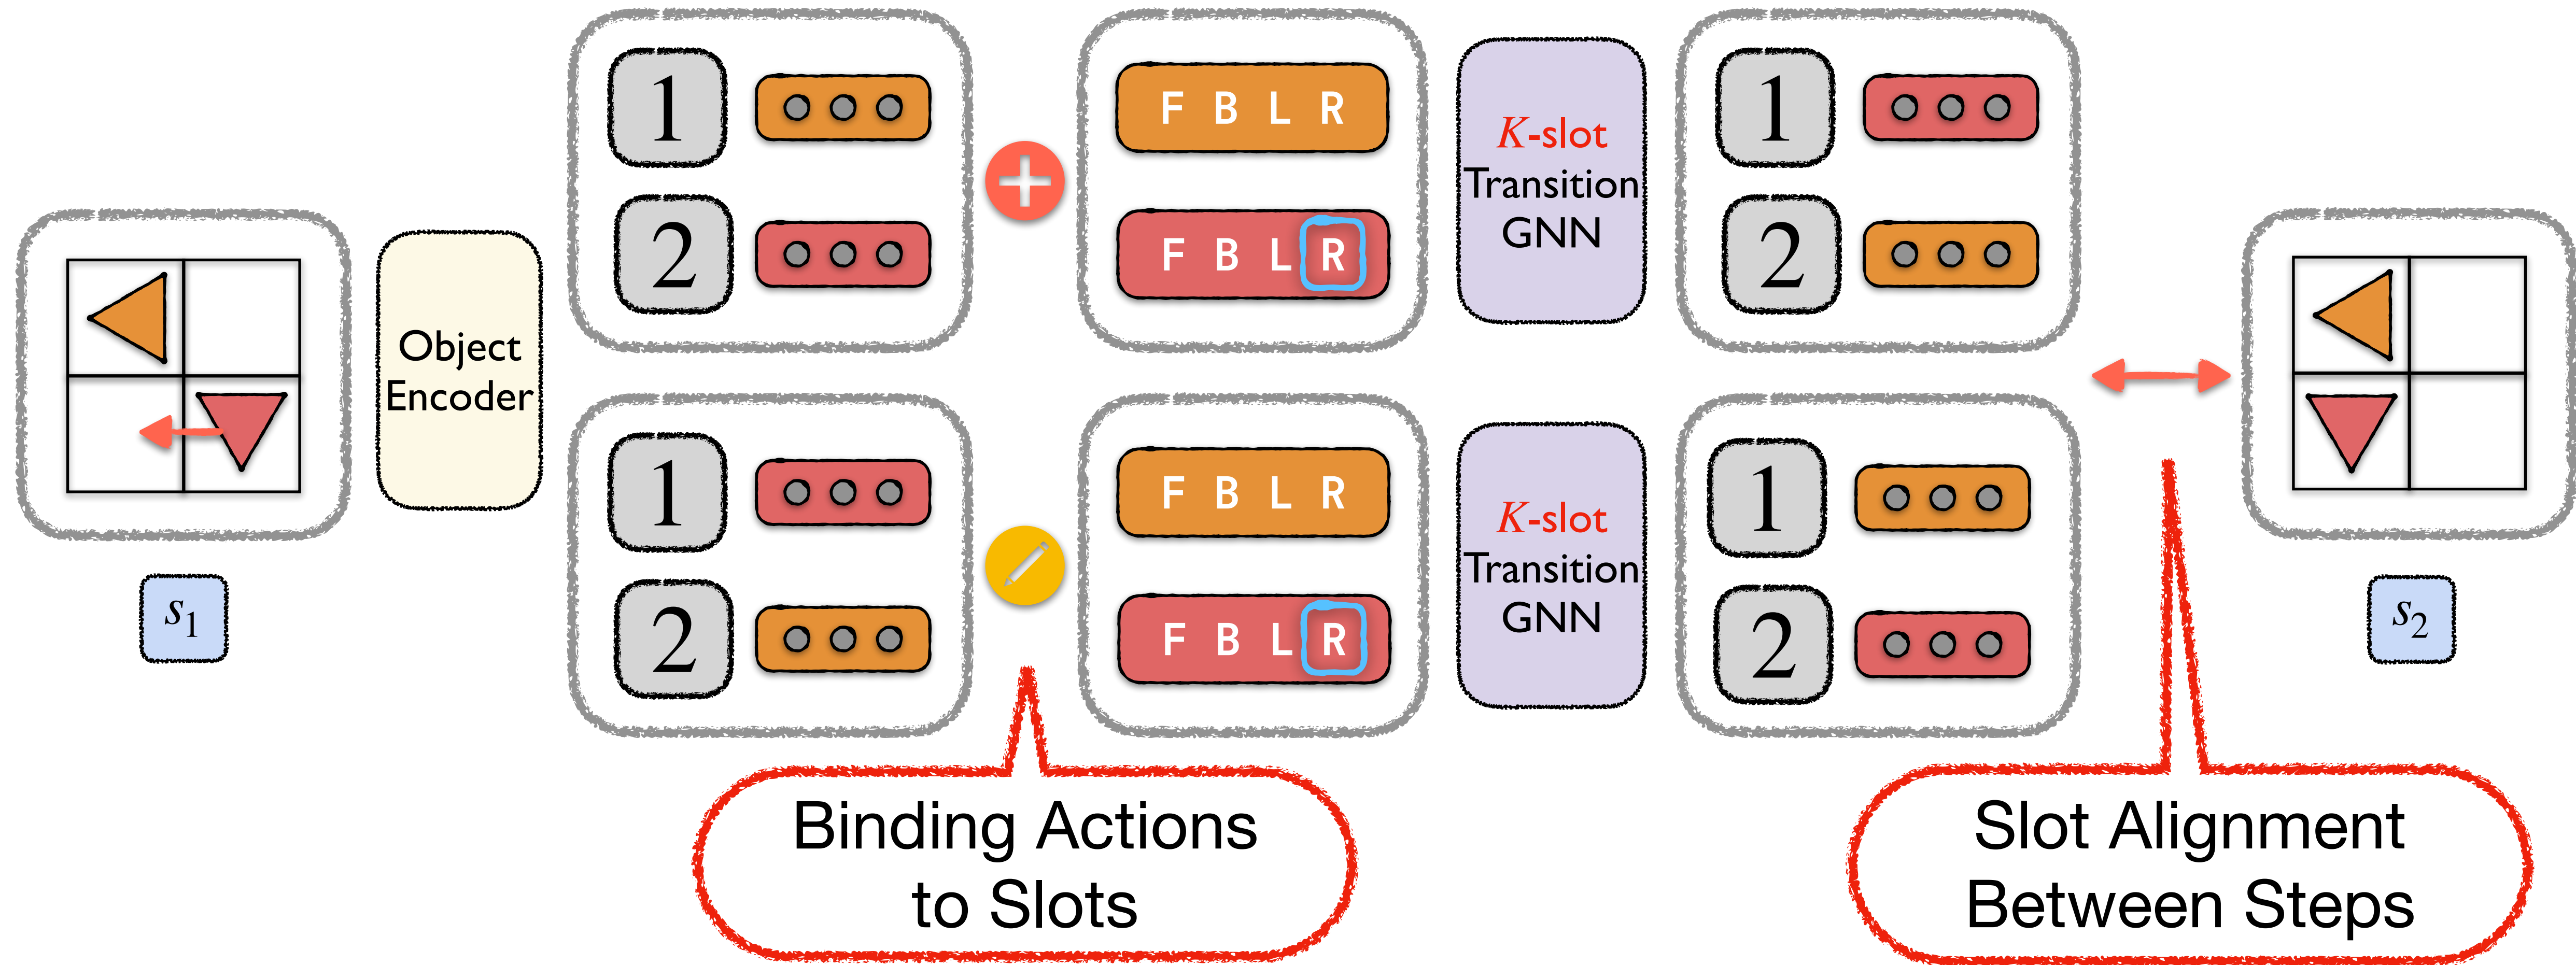 s1
Object
Encoder
1
2
F B L R
F B L R
K-slot
Transition
GNN
1
2
1
2
F B L R
F B L R
K-slot
Transition
GNN
1
2
s2
Binding Actions
to Slots
Slot Alignment
Between Steps